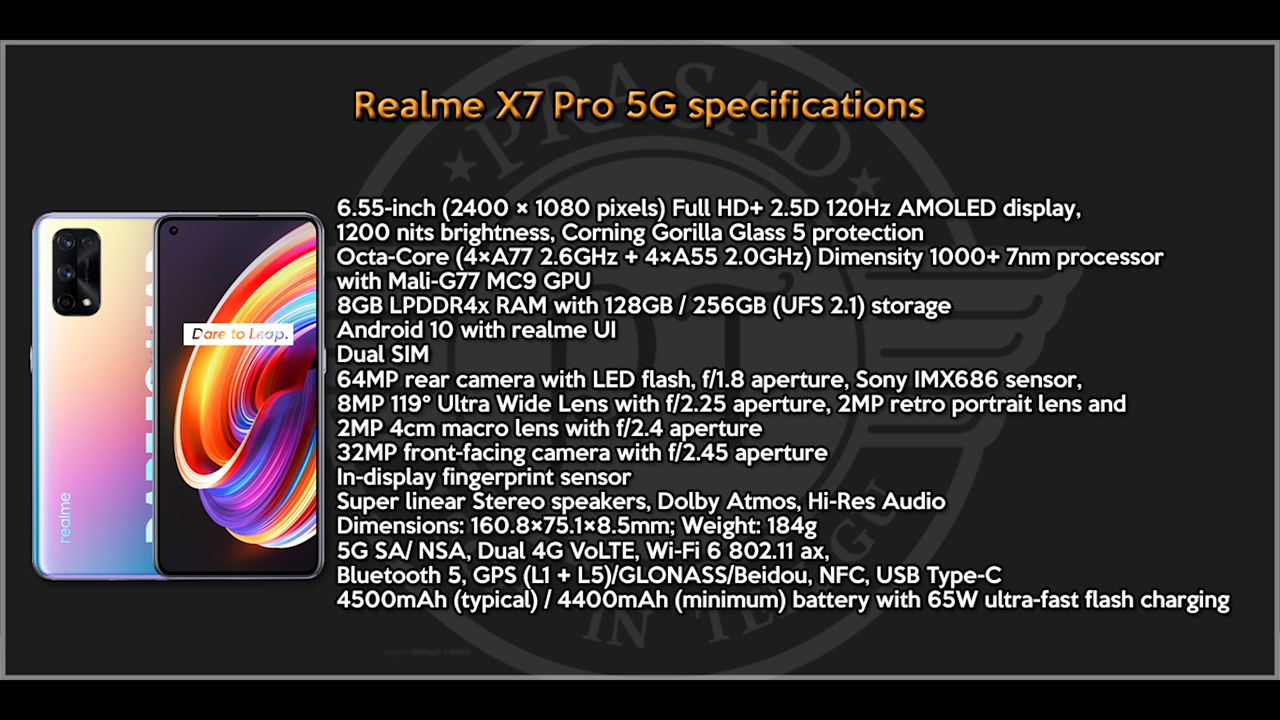 Realme X7 Pro 5G specifications
6.55-inch (2400 × 1080 pixels) Full HD+ 2.5D 120Hz AMOLED display,
1200 nits brightness, Corning Gorilla Glass 5 protection
Octa-Core (4×A77 2.6GHz + 4×A55 2.0GHz) Dimensity 1000+ 7nm processor
with Mali-G77 MC9 GPU
8GB LPDDR4x RAM with 128GB / 256GB (UFS 2.1) storage
Android 10 with realme UI
Dual SIM
64MP rear camera with LED flash, f/1.8 aperture, Sony IMX686 sensor,
8MP 119° Ultra Wide Lens with f/2.25 aperture, 2MP retro portrait lens and
2MP 4cm macro lens with f/2.4 aperture
32MP front-facing camera with f/2.45 aperture
In-display fingerprint sensor
Super linear Stereo speakers, Dolby Atmos, Hi-Res Audio
Dimensions: 160.8×75.1×8.5mm; Weight: 184g
5G SA/ NSA, Dual 4G VoLTE, Wi-Fi 6 802.11 ax,
Bluetooth 5, GPS (L1 + L5)/GLONASS/Beidou, NFC, USB Type-C
4500mAh (typical) / 4400mAh (minimum) battery with 65W ultra-fast flash charging
Dare to Leap.
realme
PRASAD
IN TELUGU